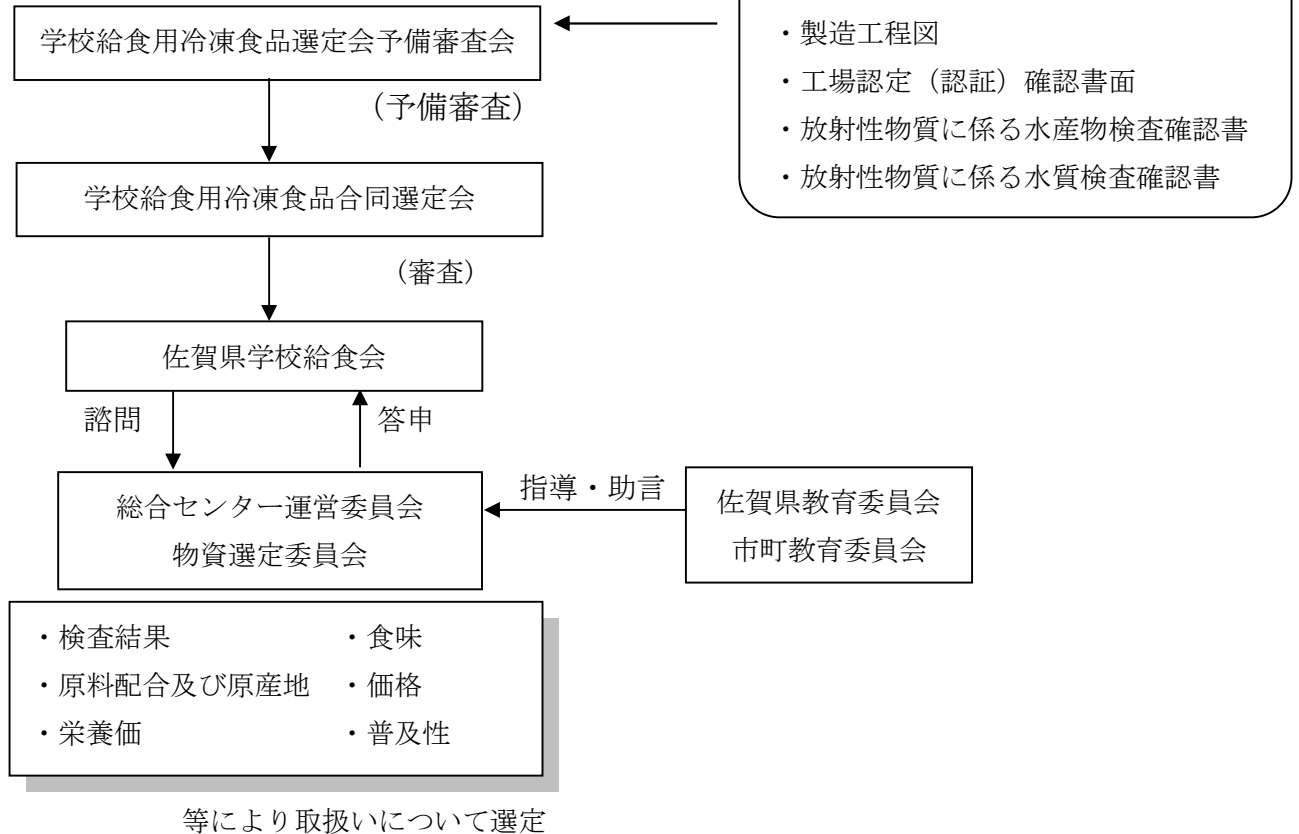 学校給食用冷凍食品選定会予備審査会
・製造工程図
・工場認定（認証）確認書面
・放射性物質に係る水産物検査確認書
・放射性物質に係る水質検査確認書
（予備審査）
学校給食用冷凍食品合同選定会
（審査）
佐賀県学校給食会
諮問
答申
総合センター運営委員会
物資選定委員会
指導・助言
佐賀県教育委員会
市町教育委員会
・検査結果 ・食味
・原料配合及び原産地 ・価格
・栄養価 ・普及性
等により取扱いについて選定